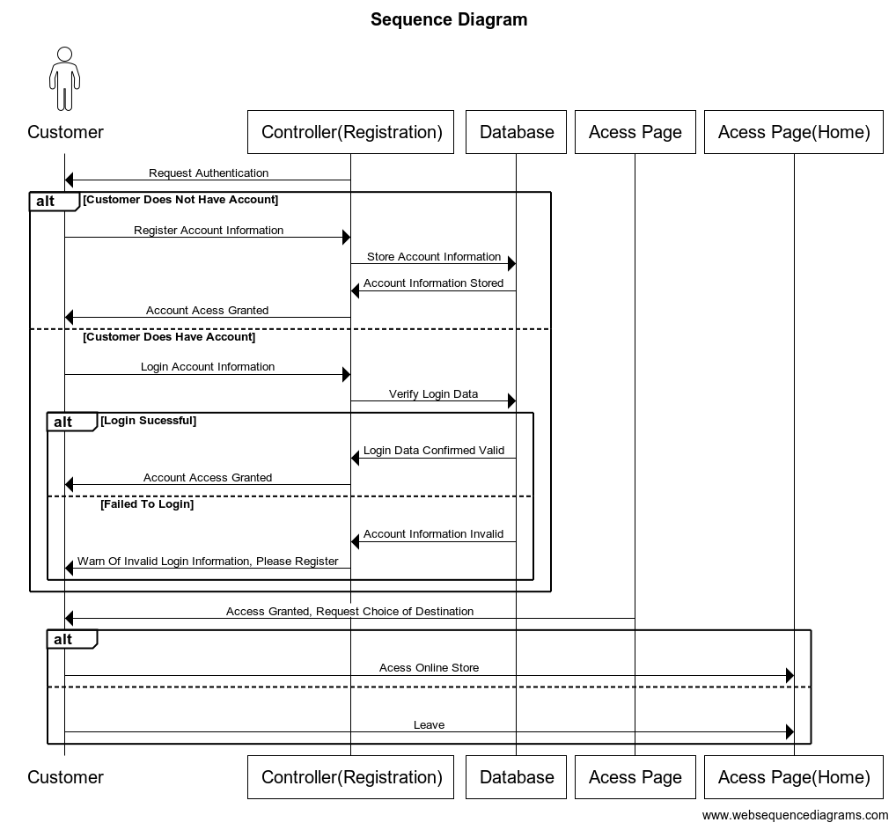 Sequence Diagram
Customer
Controller(Registration)
Database
Acess Page
Acess Page(Home)
Request Authentication
alt
[Customer Does Not Have Account]
Register Account Information
Store Account Information
Account Information Stored
Account Acess Granted
[Customer Does Have Account]
Login Account Information
Verify Login Data
alt
[Login Sucessful]
Login Data Confirmed Valid
Account Access Granted
[Failed To Login]
Account Information Invalid
Warn Of Invalid Login Information, Please Register
Access Granted, Request Choice of Destination
alt
Acess Online Store
Leave
Customer
Controller(Registration)
Database
Acess Page
Acess Page(Home)
www.websequencediagrams.com